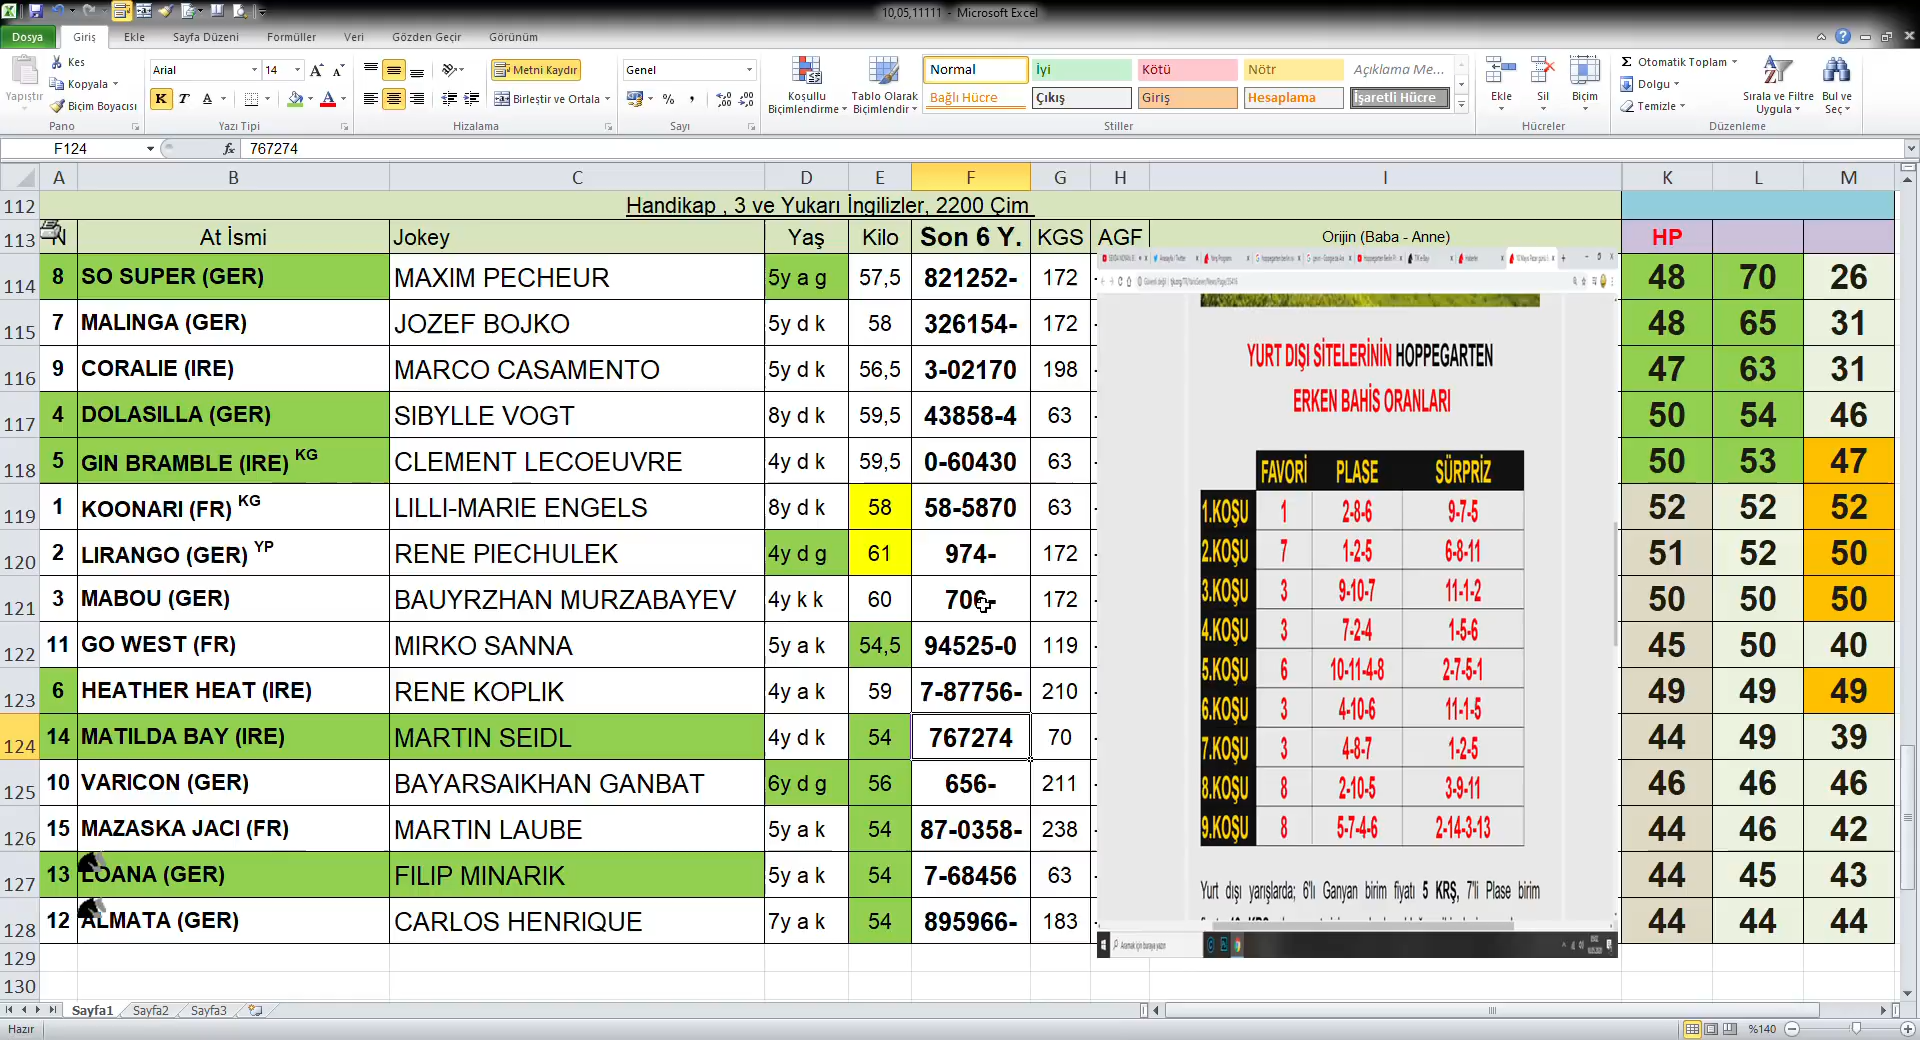 10,05,11111 - Microsoft Excel
Dosya Giriş Ekle Sayfa Düzeni Formüller Veri Gözden Geçir Görünüm
Yapıştır Kes Kopyala Biçim Boyacısı Pano
Arial 14 K T A Yazı Tipi
Metni Kaydır Birleştir ve Ortala Hizalama
Genel % Sayı
Koşullu Biçimlendirme Tablo Olarak Biçimlendir
Normal İyi Kötü Nötr Açıklama Me...
Bağlı Hücre Çıkış Giriş Hesaplama İşaretli Hücre
Stiller
Ekle Sil Biçim Hücreler
Σ Otomatik Toplam Dolgu Temizle Sırala ve Filtre Uygula Bul ve Seç Düzenleme
F124 fx 767274
A B C D E F G H I K L M
112 Handikap , 3 ve Yukarı İngilizler, 2200 Çim
113 N At İsmi Jokey Yaş Kilo Son 6 Y. KGS AGF Orijin (Baba - Anne) HP
114 8 SO SUPER (GER) MAXIM PECHEUR 5y a g 57,5 821252- 172 48 70 26
115 7 MALINGA (GER) JOZEF BOJKO 5y d k 58 326154- 172 48 65 31
116 9 CORALIE (IRE) MARCO CASAMENTO 5y d k 56,5 3-02170 198 47 63 31
117 4 DOLASILLA (GER) SIBYLLE VOGT 8y d k 59,5 43858-4 63 50 54 46
118 5 GIN BRAMBLE (IRE) KG CLEMENT LECOEUVRE 4y d k 59,5 0-60430 63 50 53 47
119 1 KOONARI (FR) KG LILLI-MARIE ENGELS 8y d k 58 58-5870 63 52 52 52
120 2 LIRANGO (GER) YP RENE PIECHULEK 4y d g 61 974- 172 51 52 50
121 3 MABOU (GER) BAUYRZHAN MURZABAYEV 4y k k 60 706- 172 50 50 50
122 11 GO WEST (FR) MIRKO SANNA 5y a k 54,5 94525-0 119 45 50 40
123 6 HEATHER HEAT (IRE) RENE KOPLIK 4y a k 59 7-87756- 210 49 49 49
124 14 MATILDA BAY (IRE) MARTIN SEIDL 4y d k 54 767274 70 44 49 39
125 10 VARICON (GER) BAYARSAIKHAN GANBAT 6y d g 56 656- 211 46 46 46
126 15 MAZASKA JACI (FR) MARTIN LAUBE 5y a k 54 87-0358- 238 44 46 42
127 13 LOANA (GER) FILIP MINARIK 5y a k 54 7-68456 63 44 45 43
128 12 ALMATA (GER) CARLOS HENRIQUE 7y a k 54 895966- 183 44 44 44
129
130
YURT DIŞI SİTELERİNİN HOPPEGARTEN
ERKEN BAHİS ORANLARI
FAVORİ PLASE SÜRPRİZ
1.KOŞU 1 2-8-6 9-7-5
2.KOŞU 7 1-2-5 6-8-11
3.KOŞU 3 9-10-7 11-1-2
4.KOŞU 3 7-2-4 1-5-6
5.KOŞU 6 10-11-4-8 2-7-5-1
6.KOŞU 3 4-10-6 11-1-5
7.KOŞU 3 4-8-7 1-2-5
8.KOŞU 8 2-10-5 3-9-11
9.KOŞU 8 5-7-4-6 2-14-3-13
Yurt dışı yarışlarda; 6'lı Ganyan birim fiyatı 5 KRŞ, 7'li Plase birim
Aramak için buraya yazın
Sayfa1 Sayfa2 Sayfa3
Hazır %140